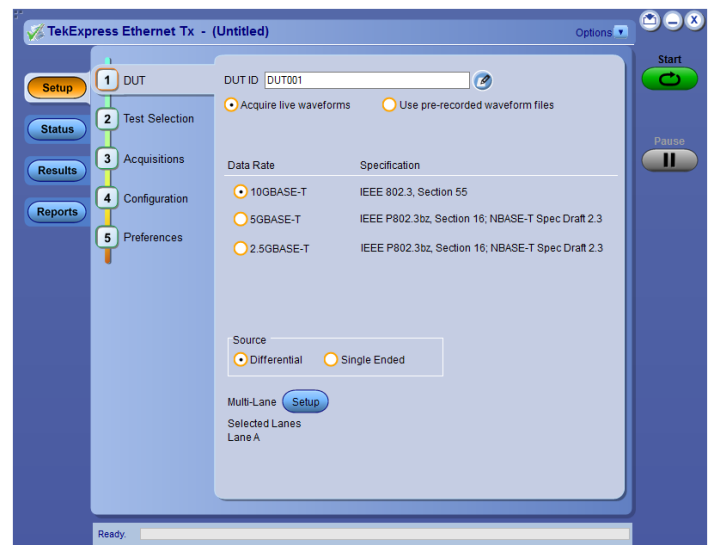 TekExpress Ethernet Tx - (Untitled)
Options
Start
Pause
Setup
Status
Results
Reports
1 DUT
2 Test Selection
3 Acquisitions
4 Configuration
5 Preferences
DUT ID DUT001
Acquire live waveforms Use pre-recorded waveform files
Data Rate Specification
10GBASE-T IEEE 802.3, Section 55
5GBASE-T IEEE P802.3bz, Section 16; NBASE-T Spec Draft 2.3
2.5GBASE-T IEEE P802.3bz, Section 16; NBASE-T Spec Draft 2.3
Source
Differential Single Ended
Multi-Lane Setup
Selected Lanes
Lane A
Ready.